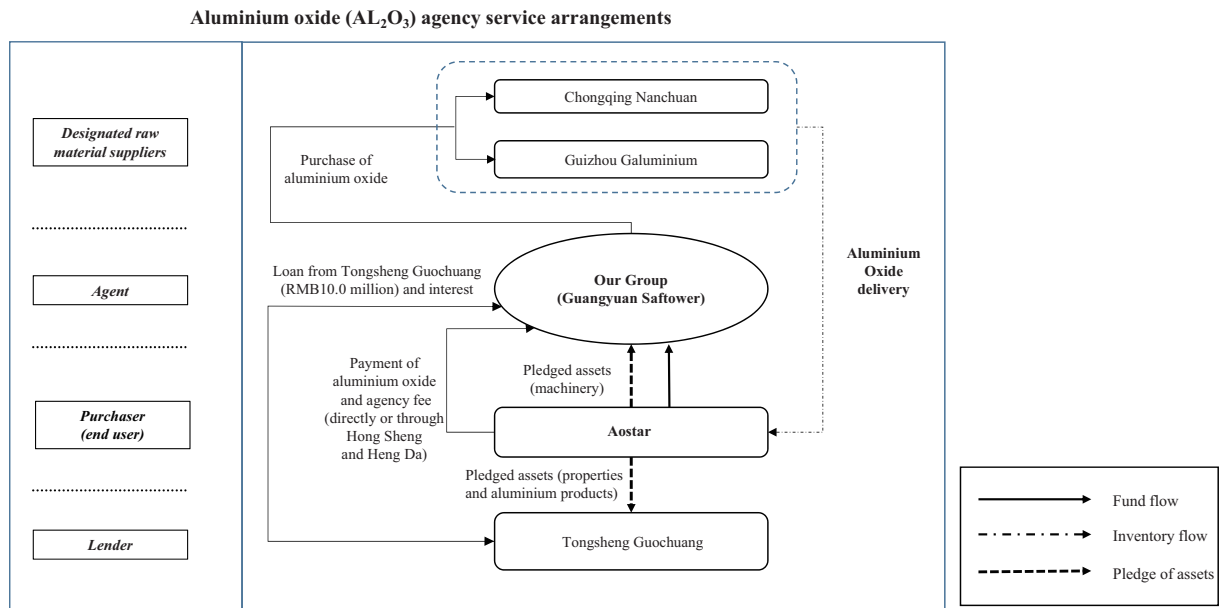 Aluminium oxide (AL₂O₃) agency service arrangements
Designated raw
material suppliers
Agent
Purchaser
(end user)
Lender
Chongqing Nanchuan
Guizhou Galuminium
Purchase of
aluminium oxide
Our Group
(Guangyuan Saftower)
Loan from Tongsheng Guochuang
(RMB10.0 million) and interest
Aluminium
Oxide
delivery
Payment of
aluminium oxide
and agency fee
(directly or through
Hong Sheng
and Heng Da)
Pledged assets
(machinery)
Aostar
Pledged assets (properties
and aluminium products)
Tongsheng Guochuang
Fund flow
Inventory flow
Pledge of assets